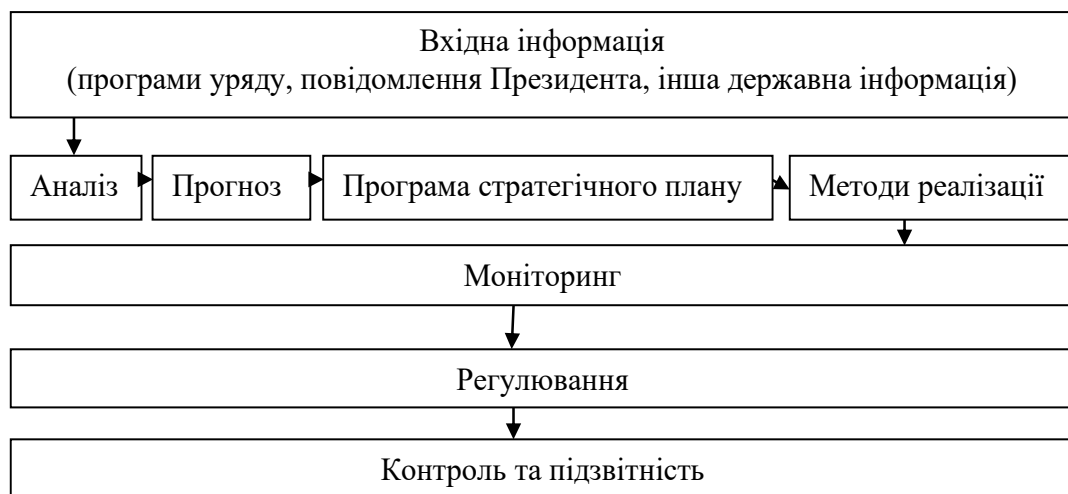 Вхідна інформація
(програми уряду, повідомлення Президента, інша державна інформація)
Аналіз
Прогноз
Програма стратегічного плану
Методи реалізації
Моніторинг
Регулювання
Контроль та підзвітність